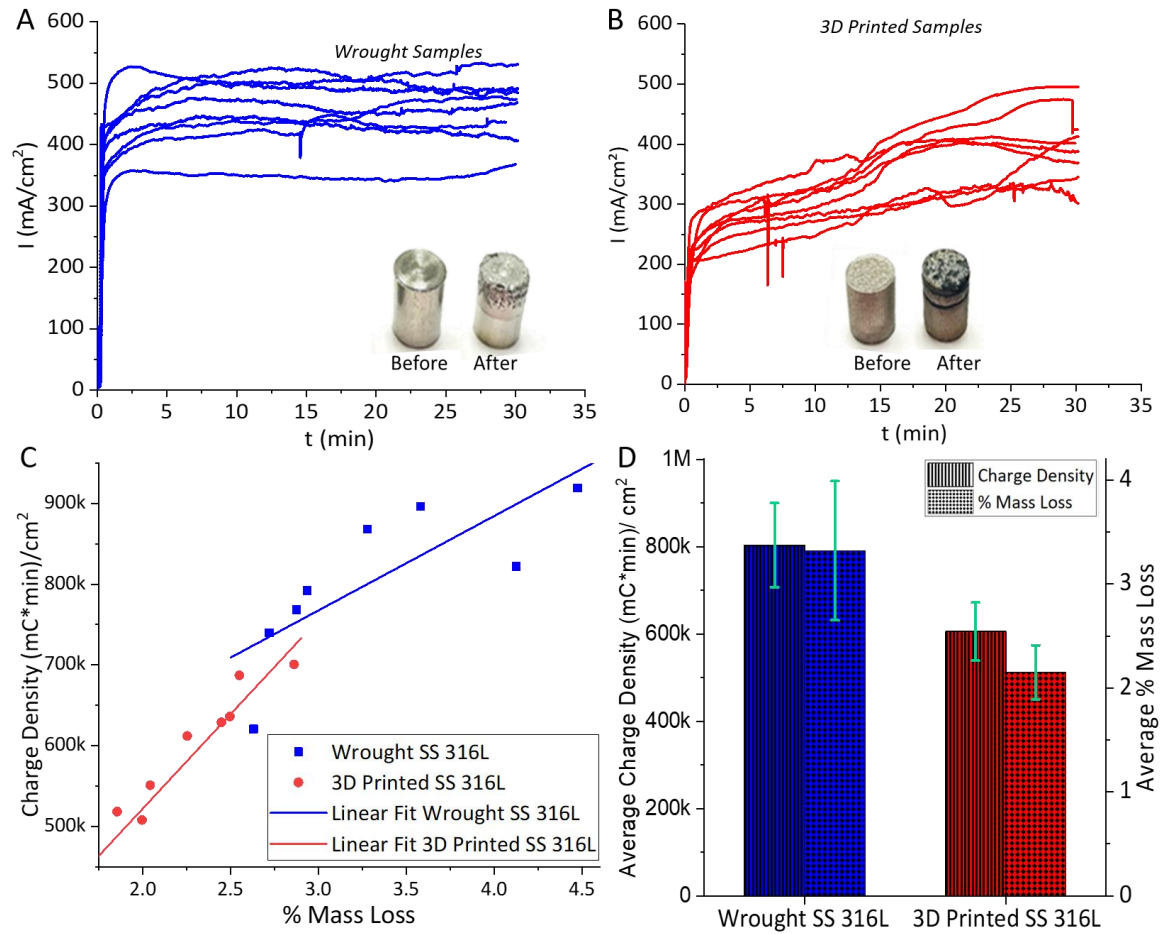 A
Wrought Samples
600
500
400
300
200
100
0
I (mA/cm²)
Before
After
0
5
10
15
20
25
30
35
t (min)
B
3D Printed Samples
600
500
400
300
200
100
0
I (mA/cm²)
Before
After
0
5
10
15
20
25
30
35
t (min)
C
900k
800k
700k
600k
500k
Charge Density (mC*min)/cm²
Wrought SS 316L
3D Printed SS 316L
Linear Fit Wrought SS 316L
Linear Fit 3D Printed SS 316L
2.0
2.5
3.0
3.5
4.0
4.5
% Mass Loss
D
1M
800k
600k
400k
200k
0
Average Charge Density (mC*min)/ cm²
Charge Density
% Mass Loss
4
3
2
1
0
Average % Mass Loss
Wrought SS 316L
3D Printed SS 316L